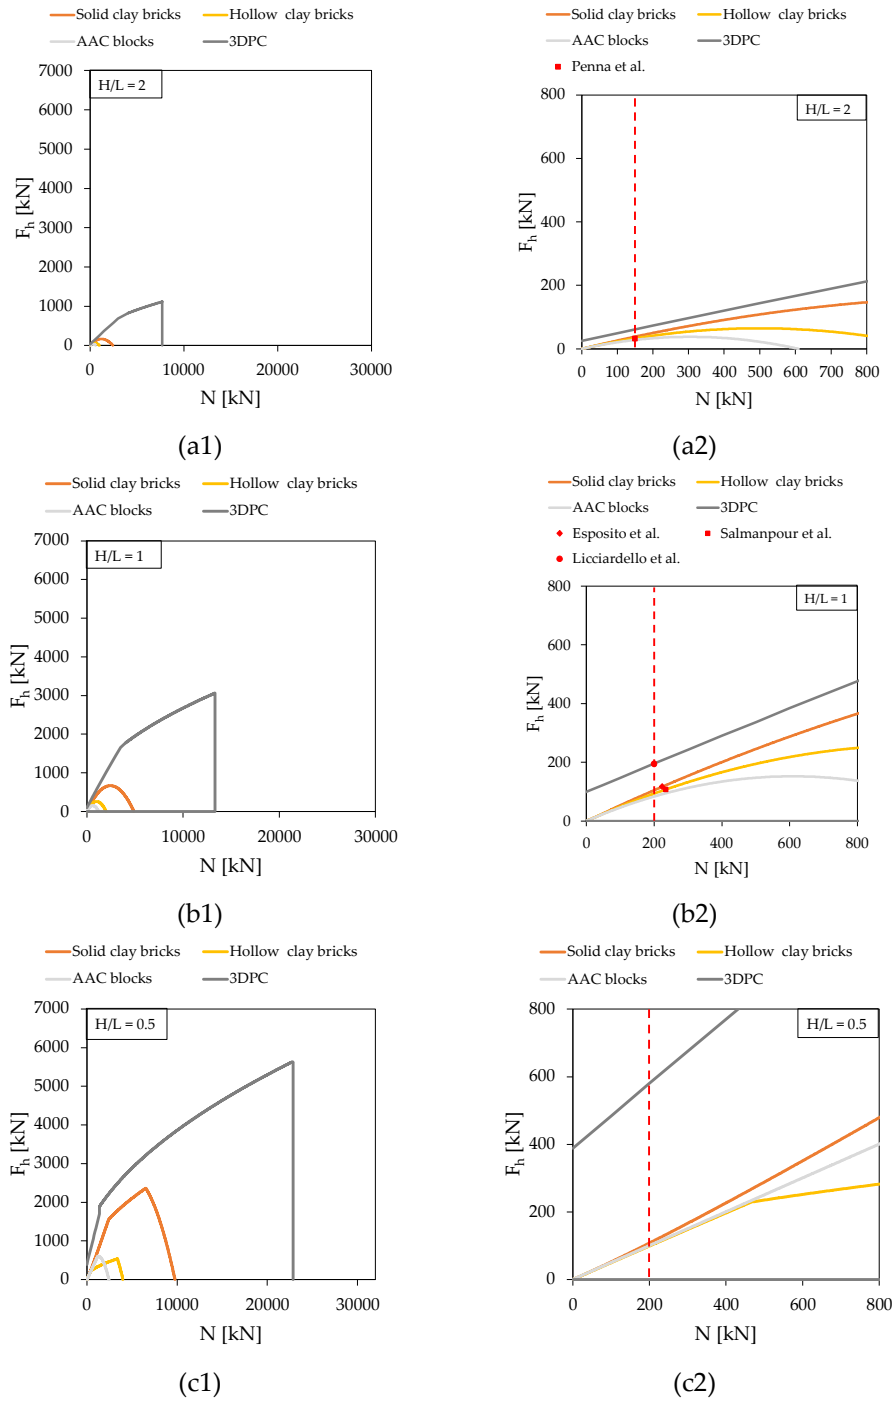 Solid clay bricks Hollow clay bricks
AAC blocks 3DPC
H/L = 2
7000
6000
5000
4000
3000
2000
1000
0
F_h [kN]
0 10000 20000 30000
N [kN]
(a1)
Solid clay bricks Hollow clay bricks
AAC blocks 3DPC
Penna et al.
H/L = 2
800
600
400
200
0
F_h [kN]
0 100 200 300 400 500 600 700 800
N [kN]
(a2)
Solid clay bricks Hollow clay bricks
AAC blocks 3DPC
H/L = 1
7000
6000
5000
4000
3000
2000
1000
0
F_h [kN]
0 10000 20000 30000
N [kN]
(b1)
Solid clay bricks Hollow clay bricks
AAC blocks 3DPC
Esposito et al. Salmanpour et al.
Licciardello et al.
H/L = 1
800
600
400
200
0
F_h [kN]
0 200 400 600 800
N [kN]
(b2)
Solid clay bricks Hollow clay bricks
AAC blocks 3DPC
H/L = 0.5
7000
6000
5000
4000
3000
2000
1000
0
F_h [kN]
0 10000 20000 30000
N [kN]
(c1)
Solid clay bricks Hollow clay bricks
AAC blocks 3DPC
H/L = 0.5
800
600
400
200
0
F_h [kN]
0 200 400 600 800
N [kN]
(c2)